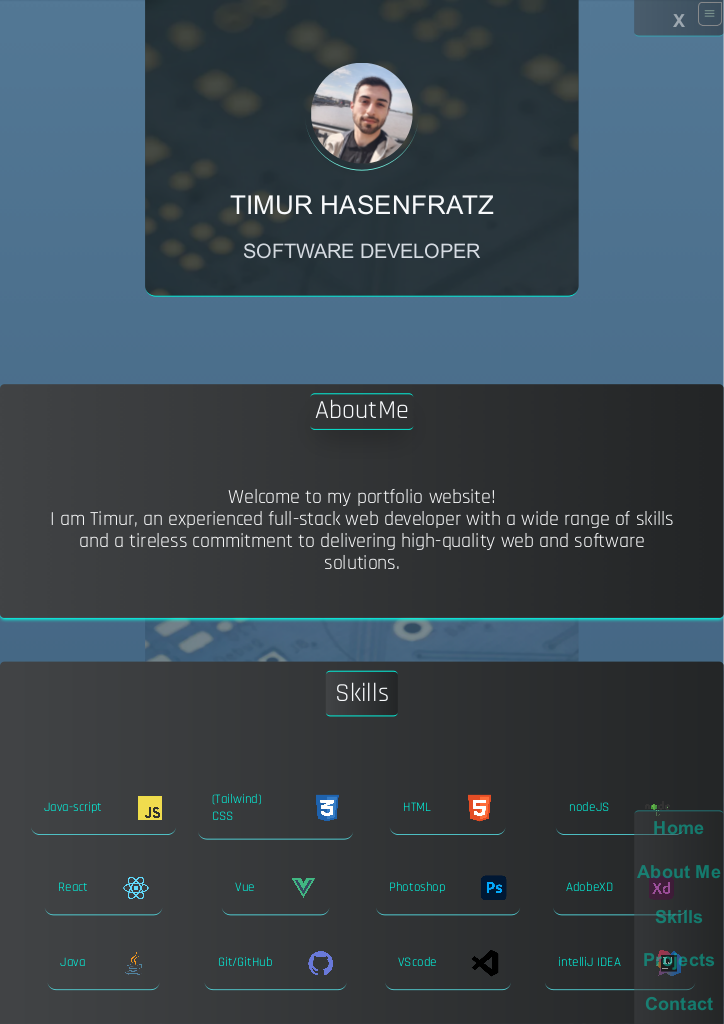 X
TIMUR HASENFRATZ
SOFTWARE DEVELOPER
AboutMe
Welcome to my portfolio website!
I am Timur, an experienced full-stack web developer with a wide range of skills
and a tireless commitment to delivering high-quality web and software
solutions.
Skills
Java-script
JS
(Tailwind)
CSS
3
HTML
5
nodeJS
Home
About Me
React
Vue
Photoshop
Ps
AdobeXD
Xd
Skills
Java
Git/GitHub
VScode
intelliJ IDEA
IJ
Projects
Contact